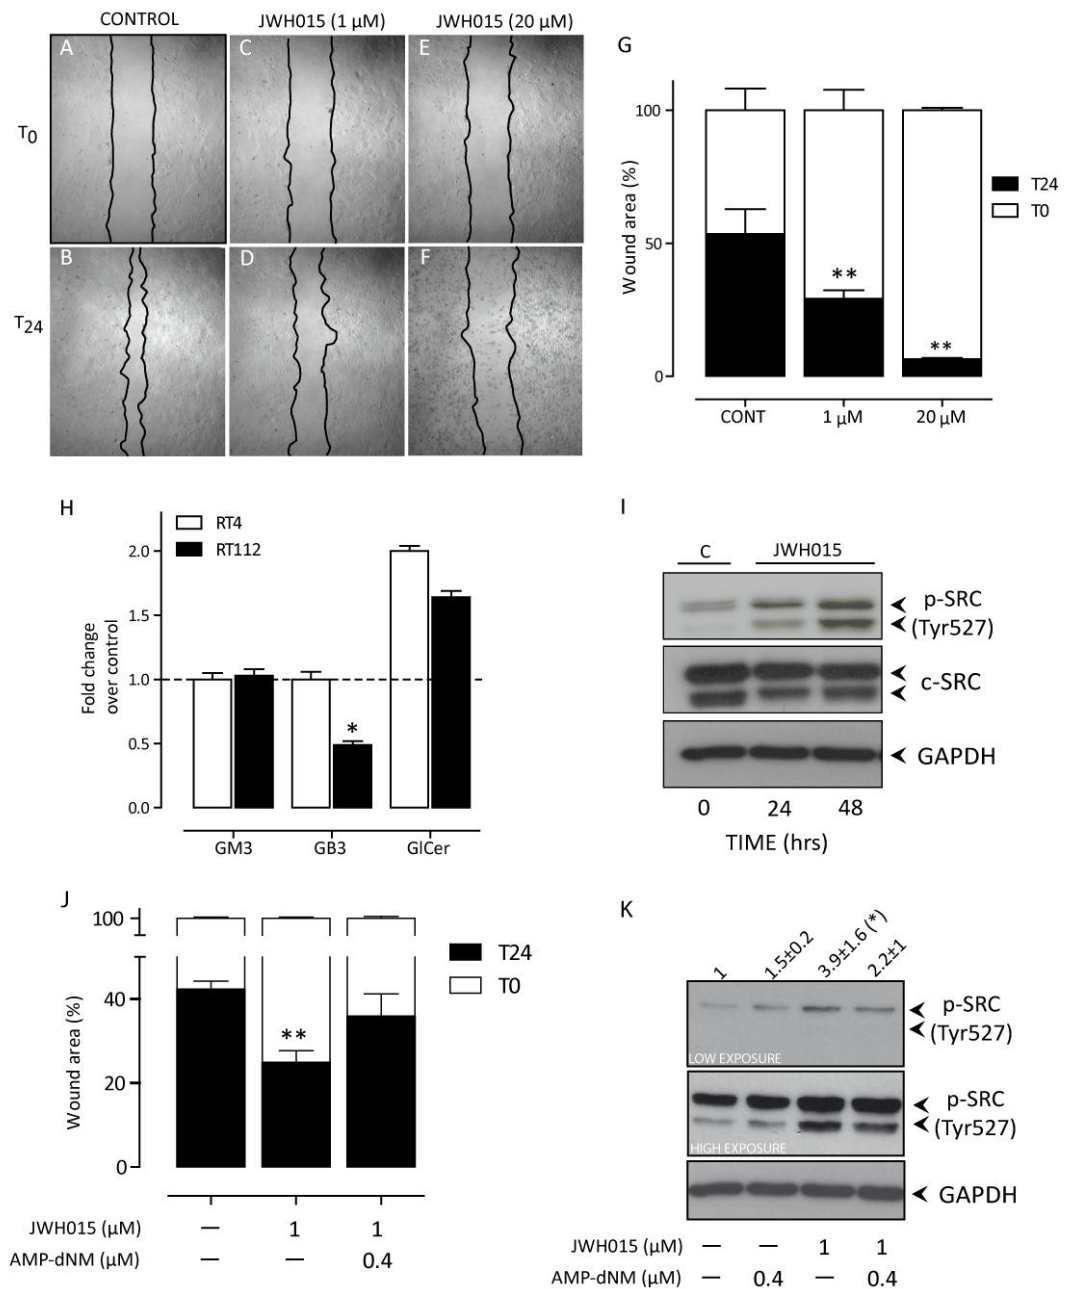 CONTROL JWH015 (1 µM) JWH015 (20 µM)
A C E
T0
B D F
T24
G
Wound area (%)
100
50
0
** **
T24
T0
CONT 1 µM 20 µM
H
RT4
RT112
Fold change
over control
2.0
1.5
1.0
0.5
0.0
*
GM3 GB3 GlCer
I
C JWH015
p-SRC
(Tyr527)
c-SRC
GAPDH
0 24 48
TIME (hrs)
J
Wound area (%)
100
40
20
0
**
T24
T0
JWH015 (µM) — 1 1
AMP-dNM (µM) — — 0.4
K
1 1.5±0.2 3.9±1.6 (*) 2.2±1
p-SRC
(Tyr527)
LOW EXPOSURE
p-SRC
(Tyr527)
HIGH EXPOSURE
GAPDH
JWH015 (µM) — — 1 1
AMP-dNM (µM) — 0.4 — 0.4